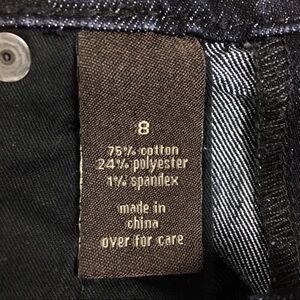 8
75% cotton
24% polyester
1% spandex
made in
china
over for care